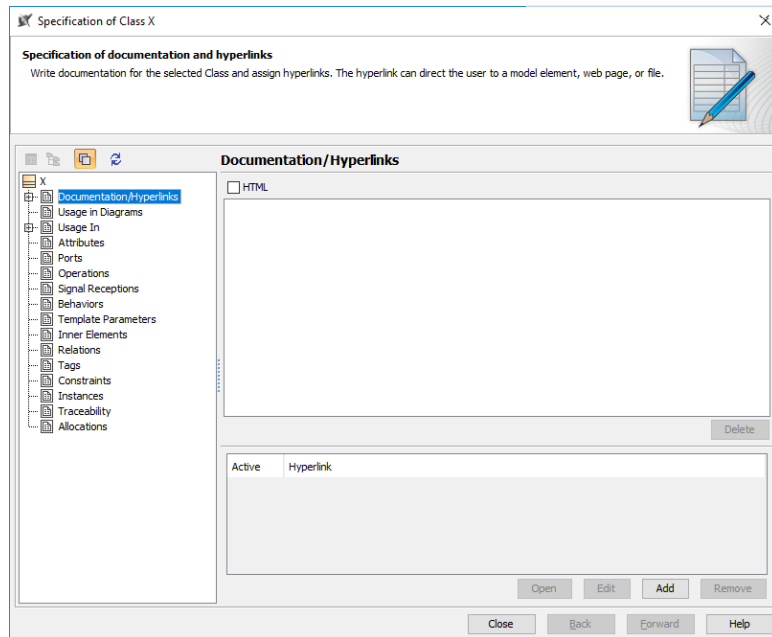 Specification of Class X
Specification of documentation and hyperlinks
Write documentation for the selected Class and assign hyperlinks. The hyperlink can direct the user to a model element, web page, or file.
Documentation/Hyperlinks
X
Documentation/Hyperlinks
Usage in Diagrams
Usage In
Attributes
Ports
Operations
Signal Receptions
Behaviors
Template Parameters
Inner Elements
Relations
Tags
Constraints
Instances
Traceability
Allocations
HTML
Delete
Active Hyperlink
Open Edit Add Remove
Close Back Forward Help